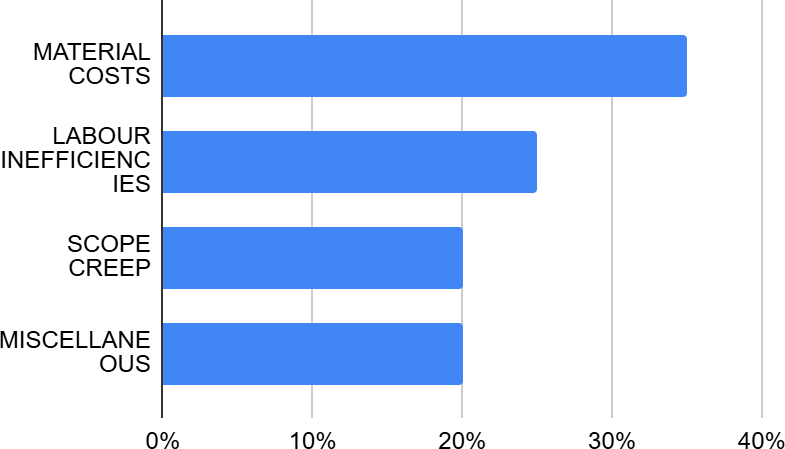 MATERIAL
COSTS
LABOUR
INEFFICIENC
IES
SCOPE
CREEP
MISCELLANE
OUS
0% 10% 20% 30% 40%